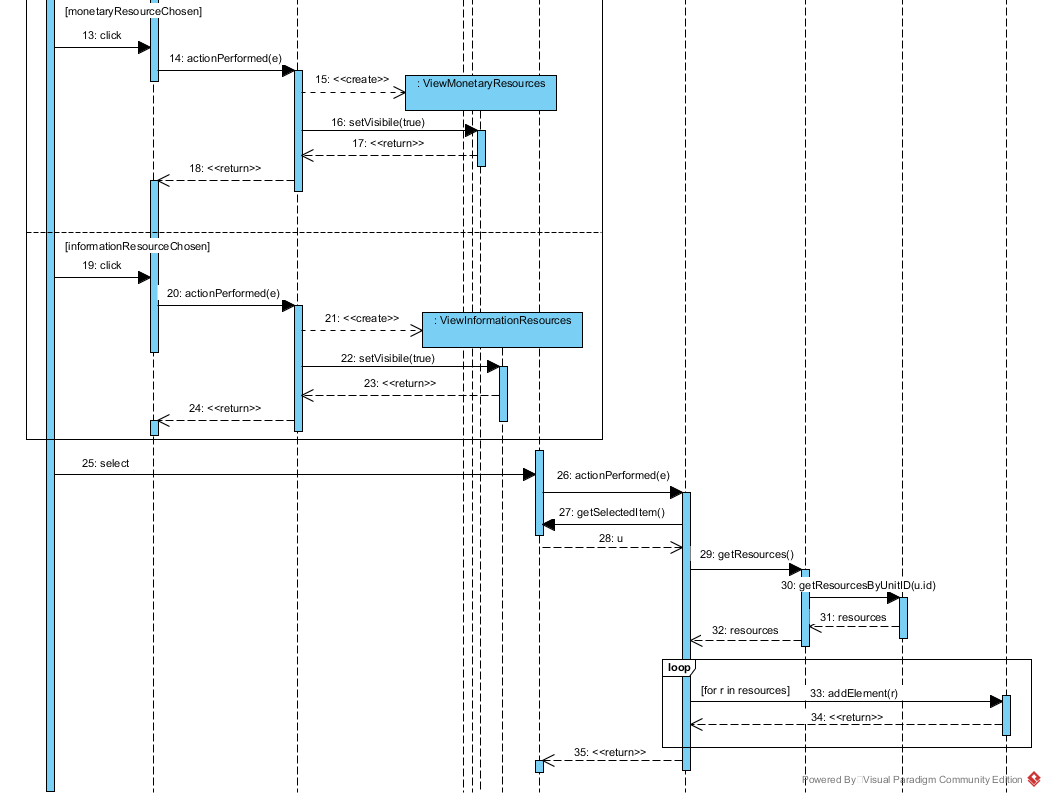 [monetaryResourceChosen]
13: click
14: actionPerformed(e)
15: <<create>>
: ViewMonetaryResources
16: setVisibile(true)
17: <<return>>
18: <<return>>
[informationResourceChosen]
19: click
20: actionPerformed(e)
21: <<create>>
: ViewInformationResources
22: setVisibile(true)
23: <<return>>
24: <<return>>
25: select
26: actionPerformed(e)
27: getSelectedItem()
28: u
29: getResources()
30: getResourcesByUnitID(u.id)
31: resources
32: resources
loop
[for r in resources]
33: addElement(r)
34: <<return>>
35: <<return>>
Powered By Visual Paradigm Community Edition